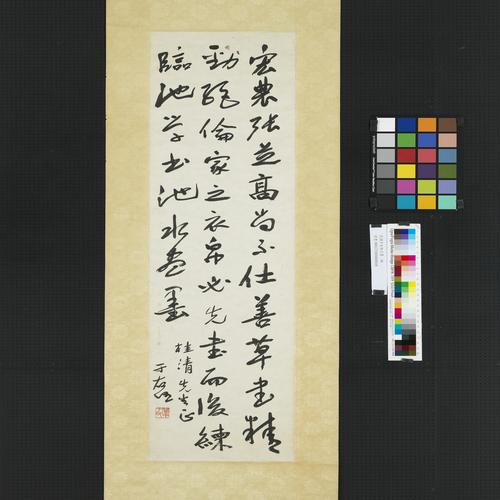 宏農張芝高尚不仕善草書精
勁絕倫家之衣帛必先書而後練
臨池學書池水盡墨
桂清先生正
于右任